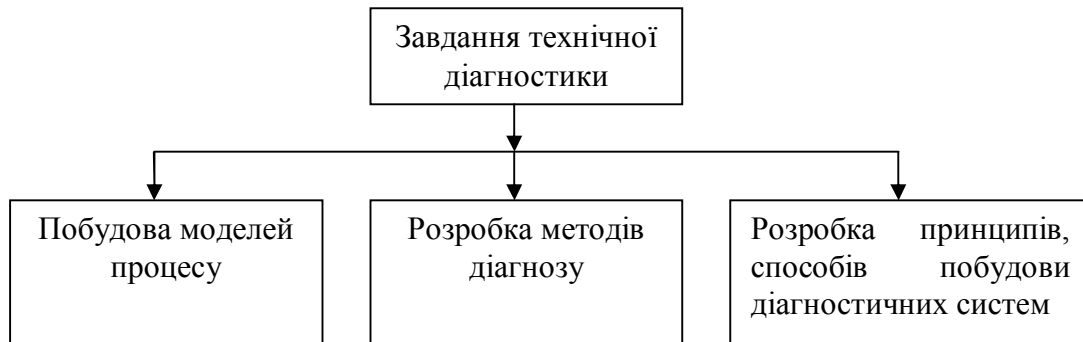 Завдання технічної
діагностики
Побудова моделей
процесу
Розробка методів
діагнозу
Розробка принципів,
способів побудови
діагностичних систем